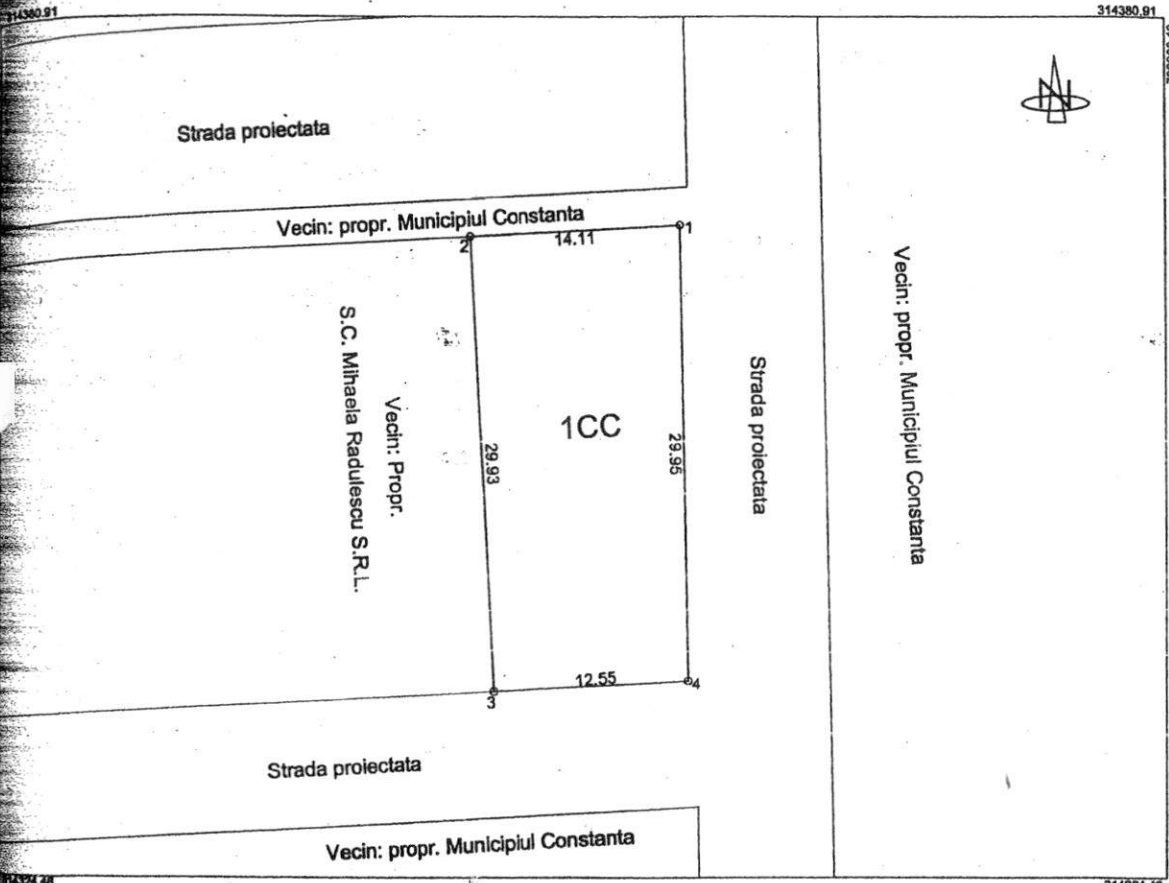 314380.91
314380.91
N
Strada proiectata
Vecin: propr. Municipiul Constanta
2
14.11
1
S.C. Mihaela Radulescu S.R.L.
Vecin: Propr.
29.93
1CC
29.95
Strada proiectata
Vecin: propr. Municipiul Constanta
3
12.55
4
Strada proiectata
Vecin: propr. Municipiul Constanta